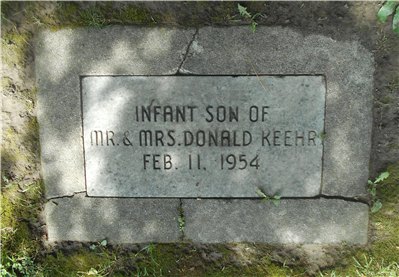 INFANT SON OF
MR. & MRS. DONALD KEEHR
FEB. 11, 1954